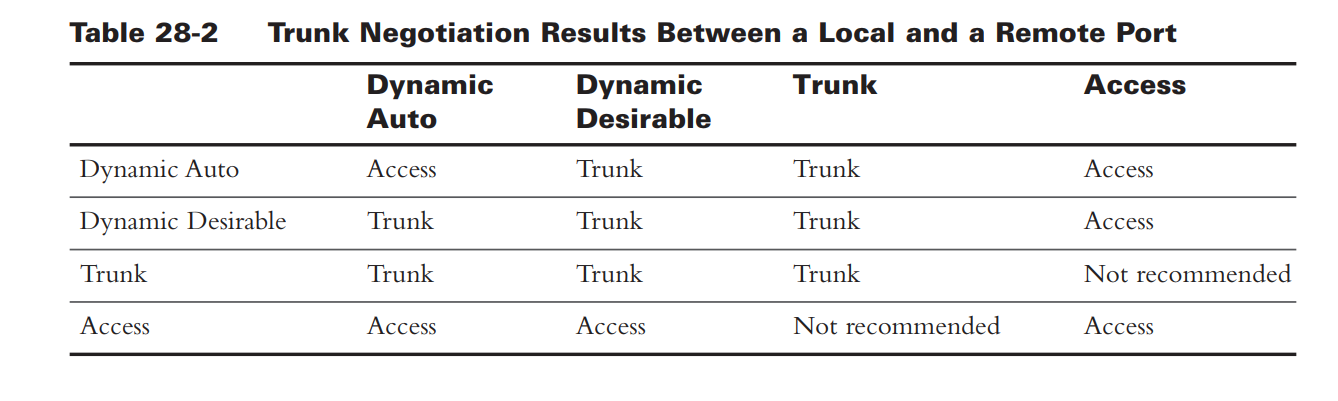 Table 28-2 Trunk Negotiation Results Between a Local and a Remote Port
Dynamic Auto Dynamic Desirable Trunk Access
Dynamic Auto Access Trunk Trunk Access
Dynamic Desirable Trunk Trunk Trunk Access
Trunk Trunk Trunk Trunk Not recommended
Access Access Access Not recommended Access